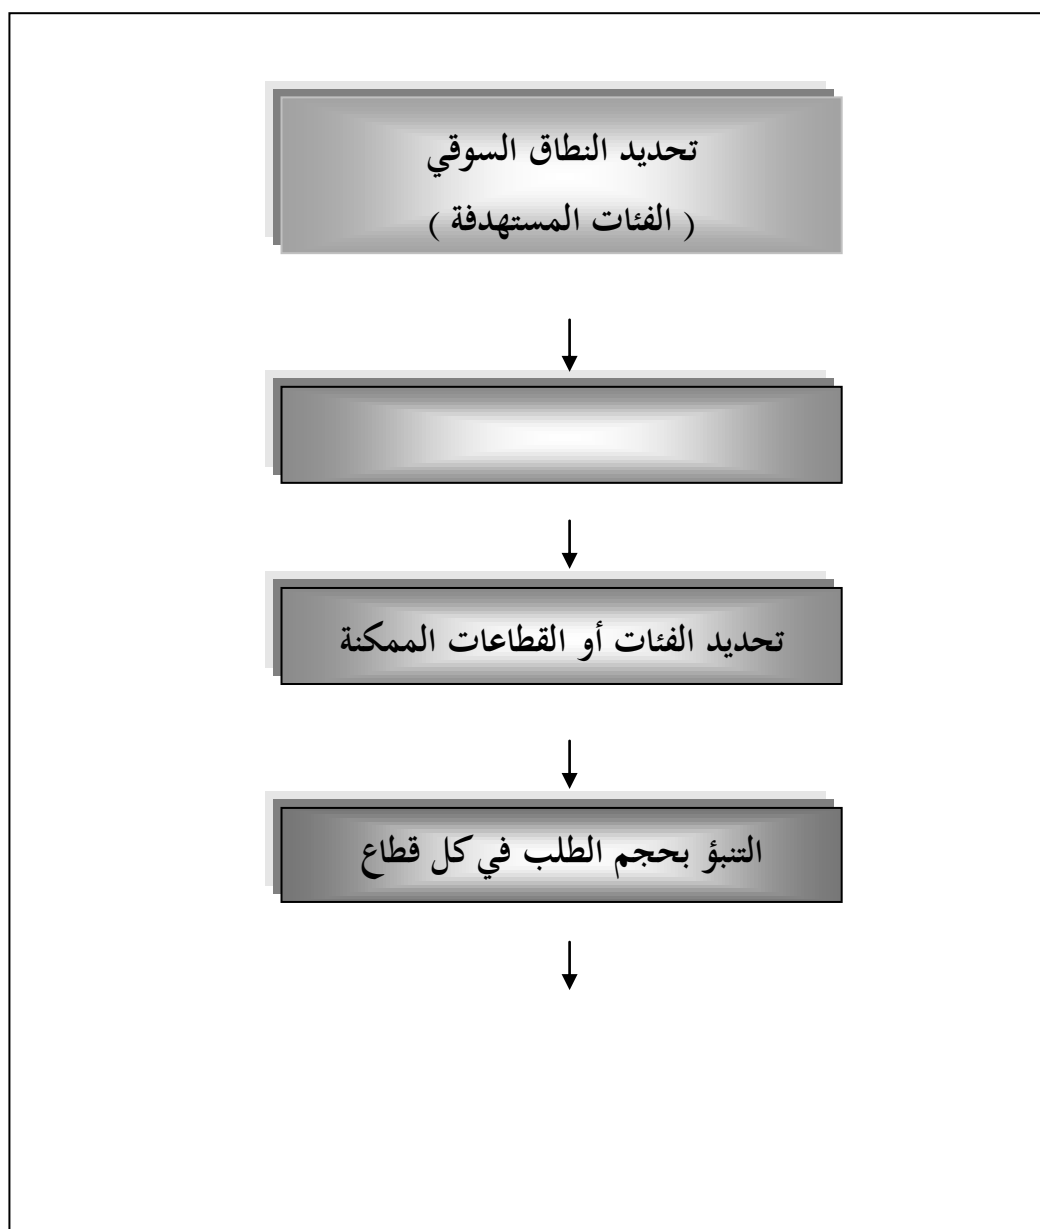 تحديد النطاق السوقي
( الفئات المستهدفة )
تحديد الفئات أو القطاعات الممكنة
التنبؤ بحجم الطلب في كل قطاع